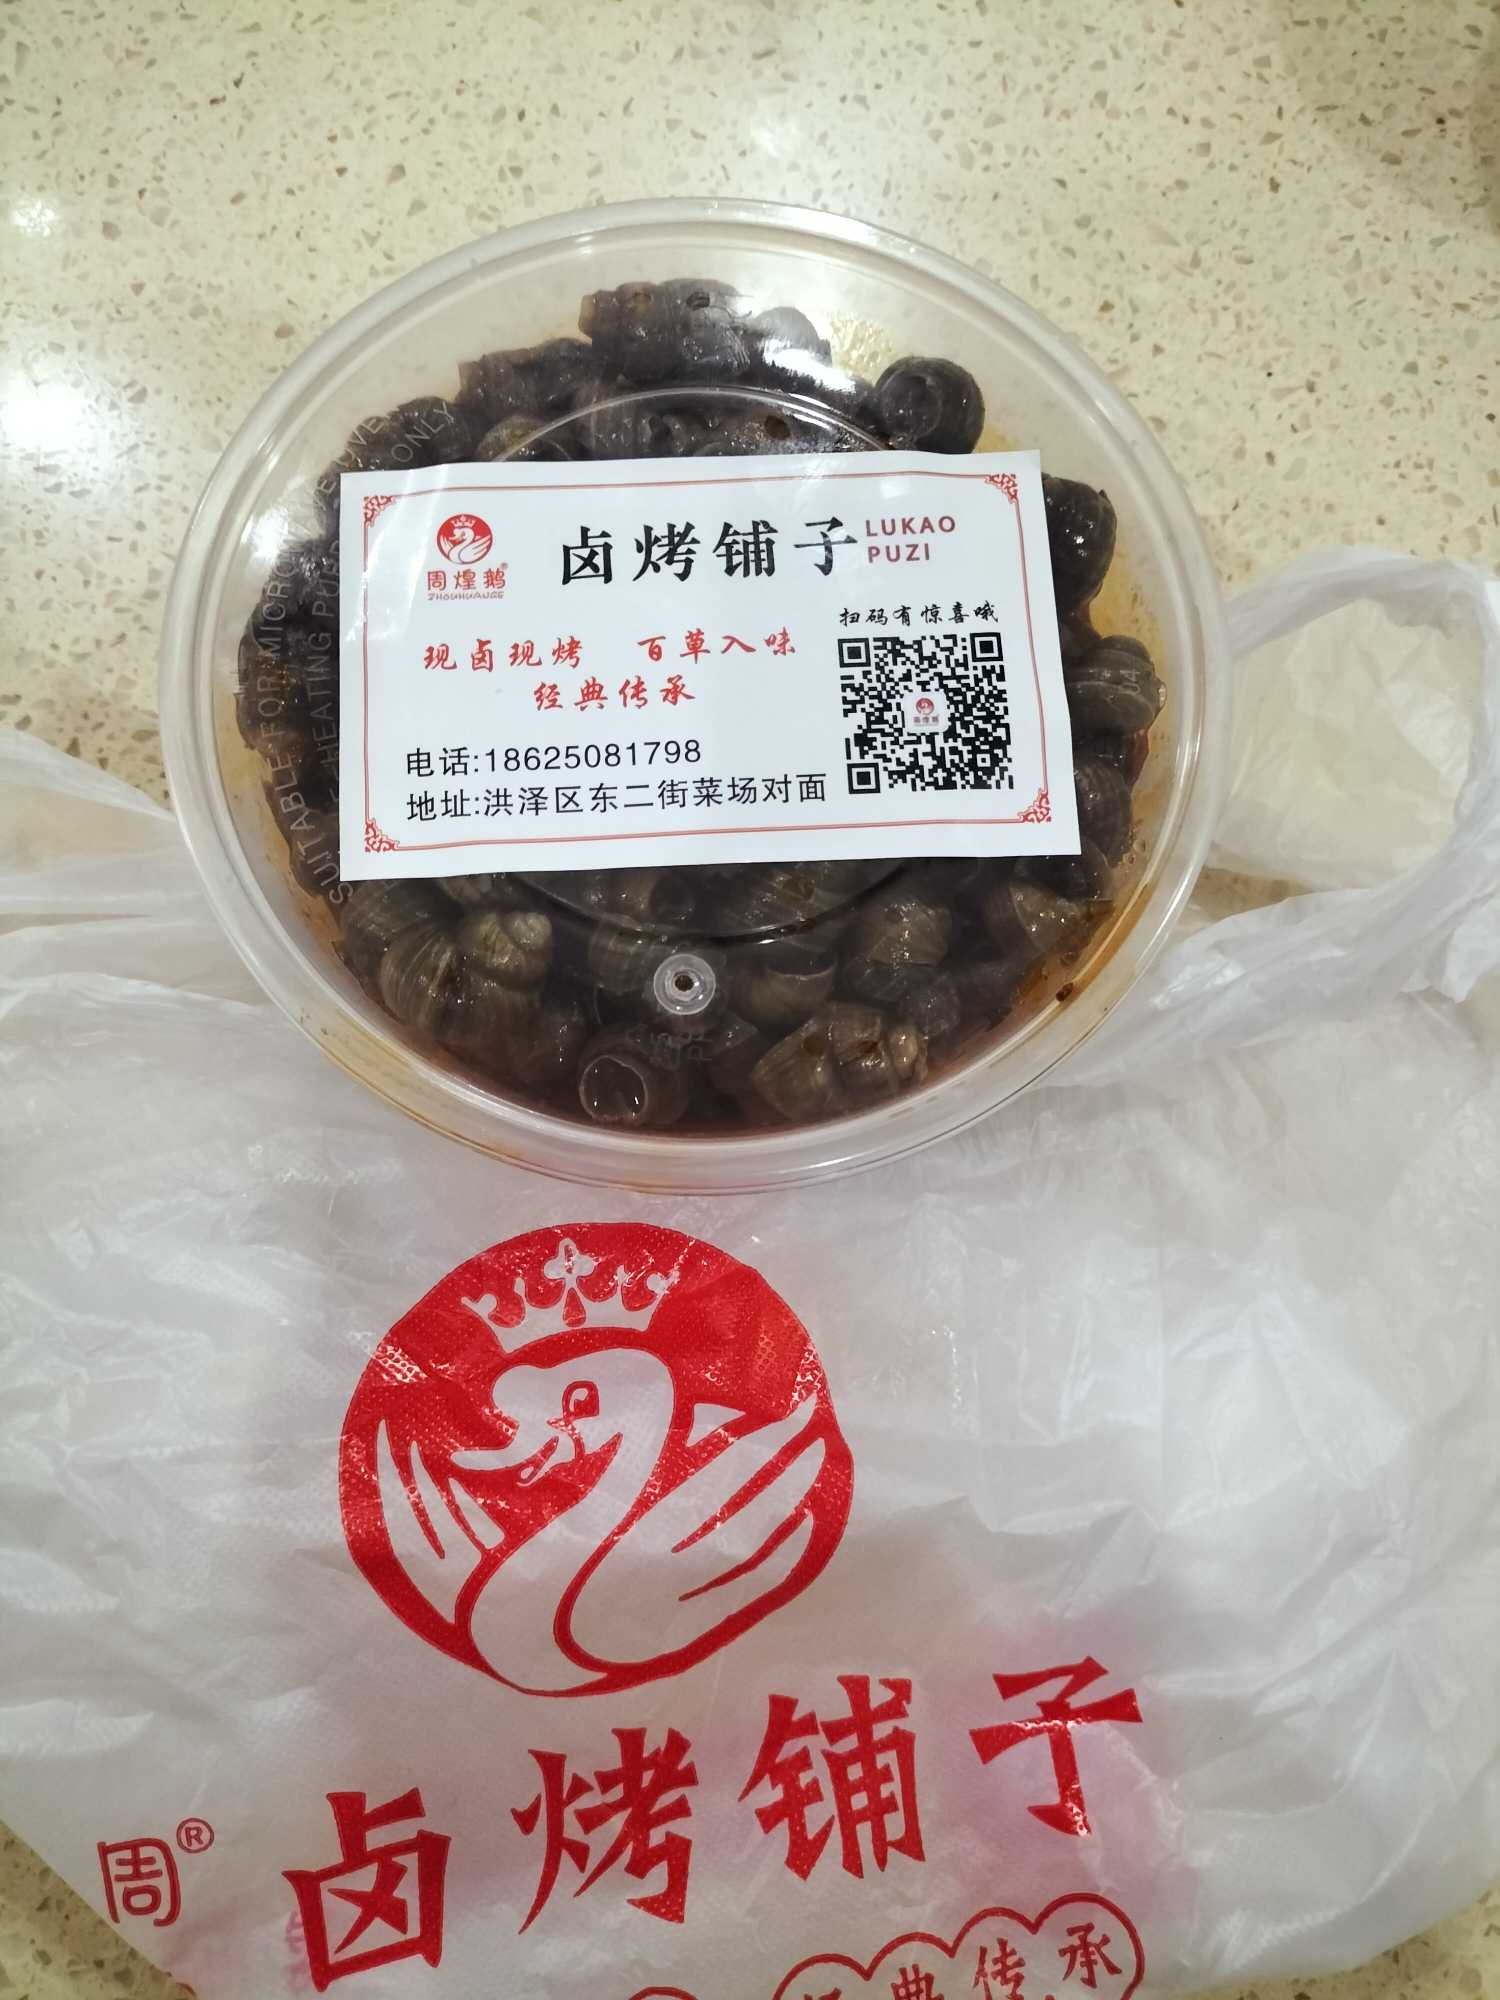 SUITABLE FOR MICROWAVE
HEATING PURPOSE ONLY
周煌鹅®
ZHOUHUANGE
卤烤铺子
LUKAO
PUZI
扫码有惊喜哦
现卤现烤 百草入味
经典传承
电话:18625081798
地址:洪泽区东二街菜场对面
周®
卤烤铺子
典传承